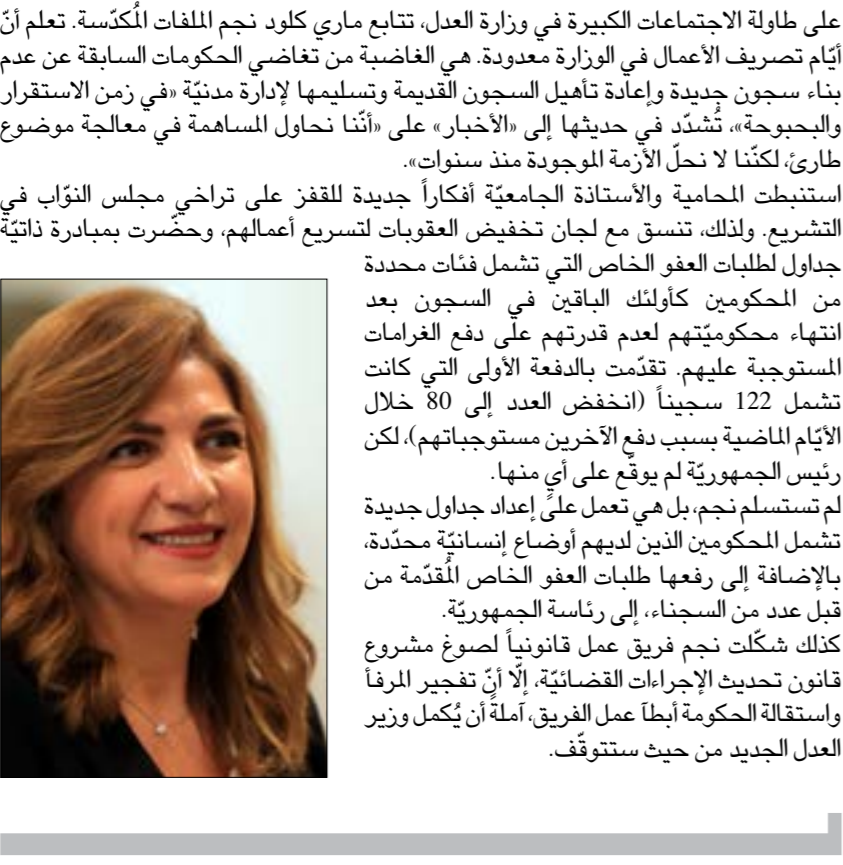 على طاولة الاجتماعات الكبيرة في وزارة العدل، تتابع ماري كلود نجم الملفات المُكدّسة. تعلم أنّ
أيّام تصريف الأعمال في الوزارة معدودة. هي الغاضبة من تغاضي الحكومات السابقة عن عدم
بناء سجون جديدة وإعادة تأهيل السجون القديمة وتسليمها لإدارة مدنيّة «في زمن الاستقرار
والبحبوحة»، تُشدّد في حديثها إلى «الأخبار» على «أنّنا نحاول المساهمة في معالجة موضوع
طارئ، لكنّنا لا نحلّ الأزمة الموجودة منذ سنوات».
استنبطت المحامية والأستاذة الجامعيّة أفكاراً جديدة للقفز على تراخي مجلس النوّاب في
التشريع. ولذلك، تنسق مع لجان تخفيض العقوبات لتسريع أعمالهم، وحضّرت بمبادرة ذاتيّة
جداول لطلبات العفو الخاص التي تشمل فئات محددة
من المحكومين كأولئك الباقين في السجون بعد
انتهاء محكوميّتهم لعدم قدرتهم على دفع الغرامات
المستوجبة عليهم. تقدّمت بالدفعة الأولى التي كانت
تشمل 122 سجيناً (انخفض العدد إلى 80 خلال
الأيّام الماضية بسبب دفع الآخرين مستوجباتهم)، لكن
رئيس الجمهوريّة لم يوقّع على أيٍ منها.
لم تستسلم نجم، بل هي تعمل على إعداد جداول جديدة
تشمل المحكومين الذين لديهم أوضاع إنسانيّة محدّدة،
بالإضافة إلى رفعها طلبات العفو الخاص المُقدّمة من
قبل عدد من السجناء، إلى رئاسة الجمهوريّة.
كذلك شكّلت نجم فريق عمل قانونياً لصوغ مشروع
قانون تحديث الإجراءات القضائيّة، إلّا أنّ تفجير المرفأ
واستقالة الحكومة أبطآ عمل الفريق، آملةً أن يُكمل وزير
العدل الجديد من حيث ستتوقّف.